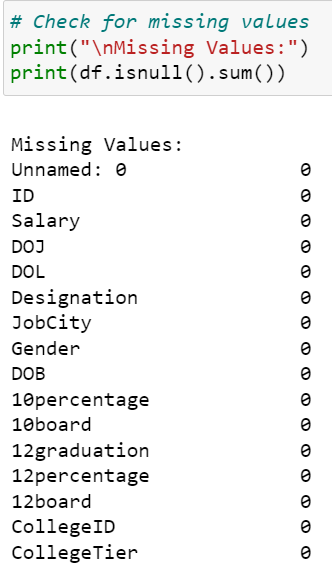 # Check for missing values
print("\nMissing Values:")
print(df.isnull().sum())
Missing Values:
Unnamed: 0 0
ID 0
Salary 0
DOJ 0
DOL 0
Designation 0
JobCity 0
Gender 0
DOB 0
10percentage 0
10board 0
12graduation 0
12percentage 0
12board 0
CollegeID 0
CollegeTier 0